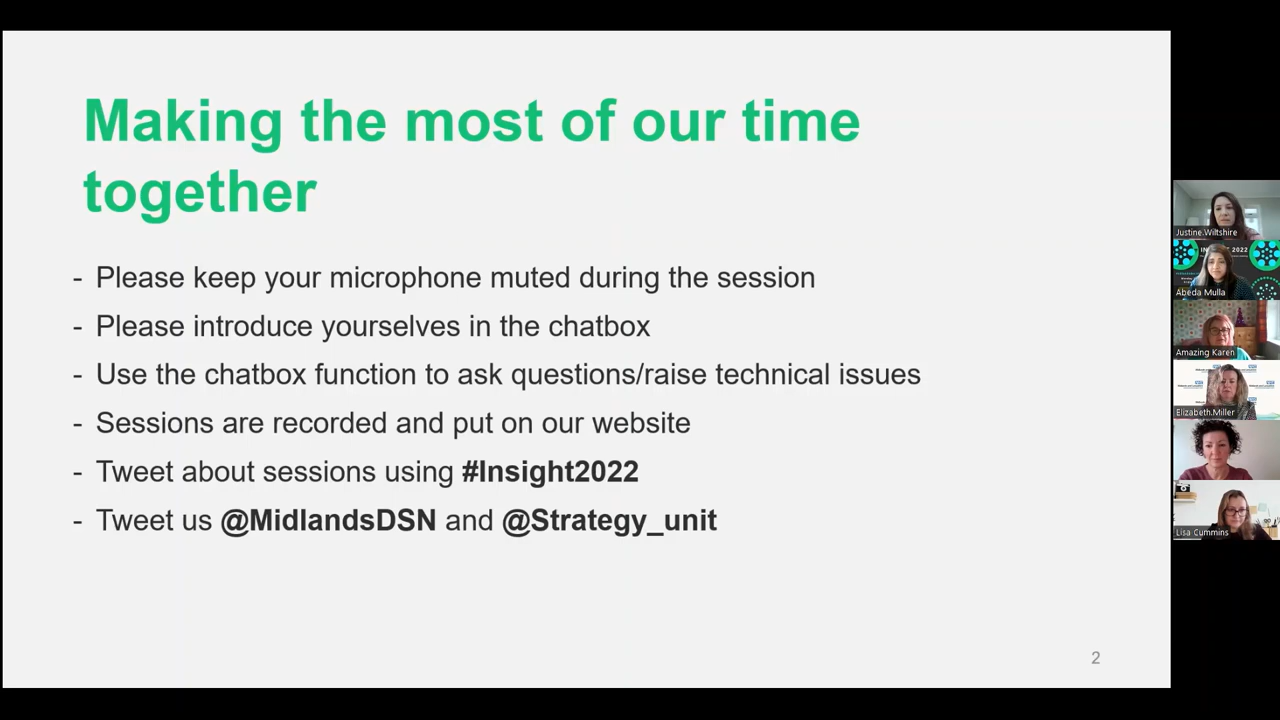 Making the most of our time
together
- Please keep your microphone muted during the session
- Please introduce yourselves in the chatbox
- Use the chatbox function to ask questions/raise technical issues
- Sessions are recorded and put on our website
- Tweet about sessions using #Insight2022
- Tweet us @MidlandsDSN and @Strategy_unit
2
Justine.Wiltshire
Abeda Mulla
Amazing Karen
Elizabeth.Miller
Lisa Cummins